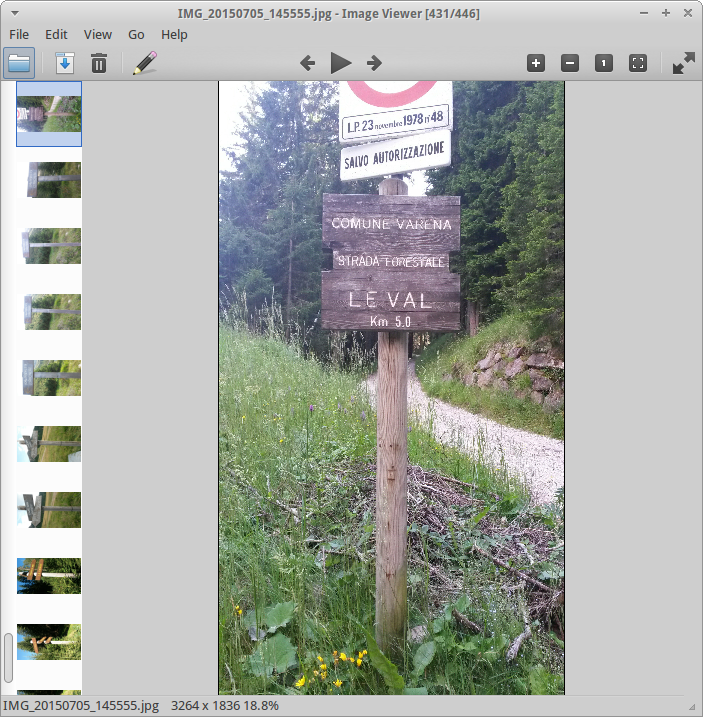 IMG_20150705_145555.jpg - Image Viewer [431/446]
File Edit View Go Help
1
I.P. 23 novembre 1978 n° 48
SALVO AUTORIZZAZIONE
COMUNE VARENA
STRADA FORESTALE
LE VAL
Km 5.0
IMG_20150705_145555.jpg 3264 x 1836 18.8%